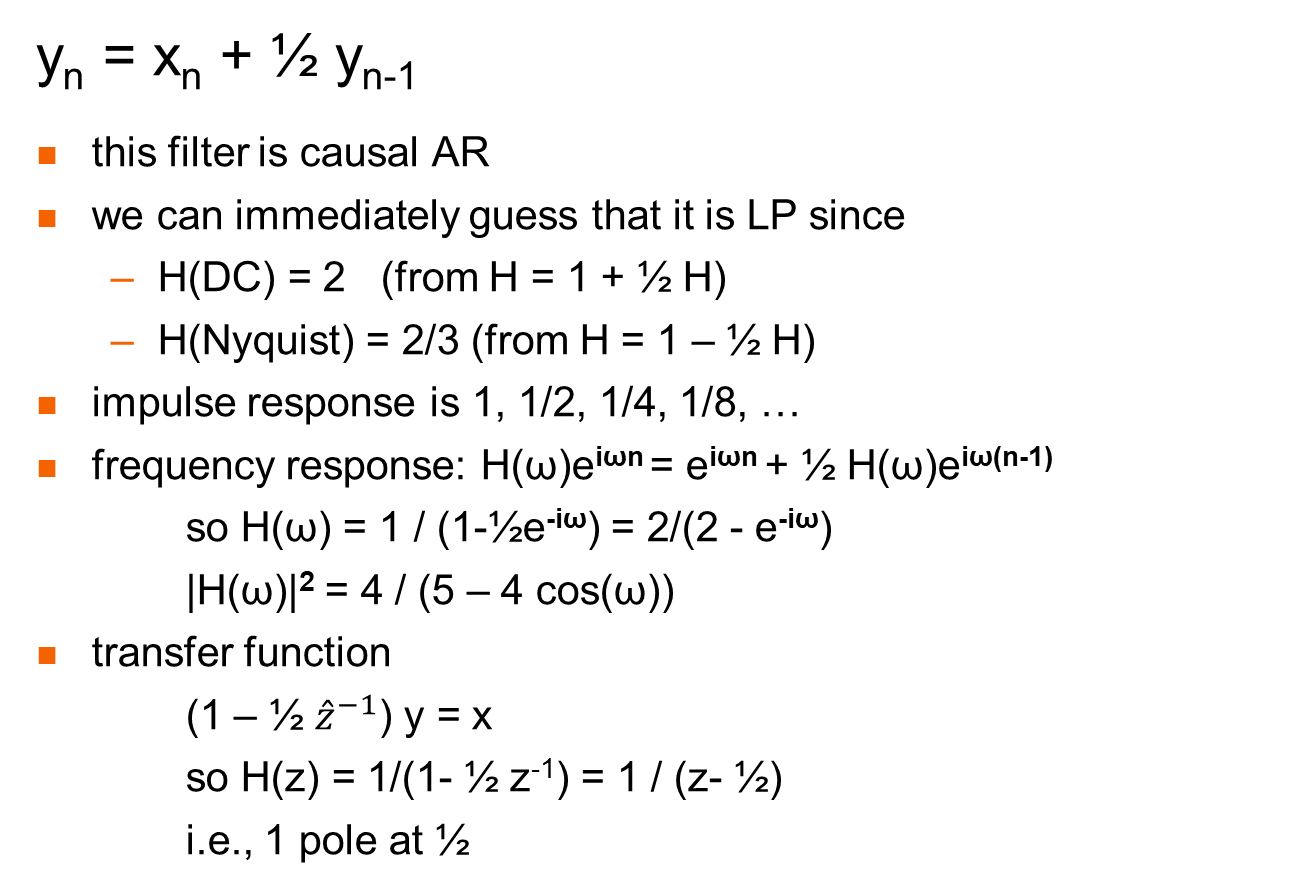 yₙ = xₙ + ½ yₙ₋₁
■ this filter is causal AR
■ we can immediately guess that it is LP since
– H(DC) = 2 (from H = 1 + ½ H)
– H(Nyquist) = 2/3 (from H = 1 – ½ H)
■ impulse response is 1, 1/2, 1/4, 1/8, …
■ frequency response: H(ω)e^{iωn} = e^{iωn} + ½ H(ω)e^{iω(n-1)}
so H(ω) = 1 / (1-½e^{-iω}) = 2/(2 - e^{-iω})
|H(ω)|² = 4 / (5 – 4 cos(ω))
■ transfer function
(1 – ½ ẑ⁻¹) y = x
so H(z) = 1/(1- ½ z⁻¹) = 1 / (z- ½)
i.e., 1 pole at ½